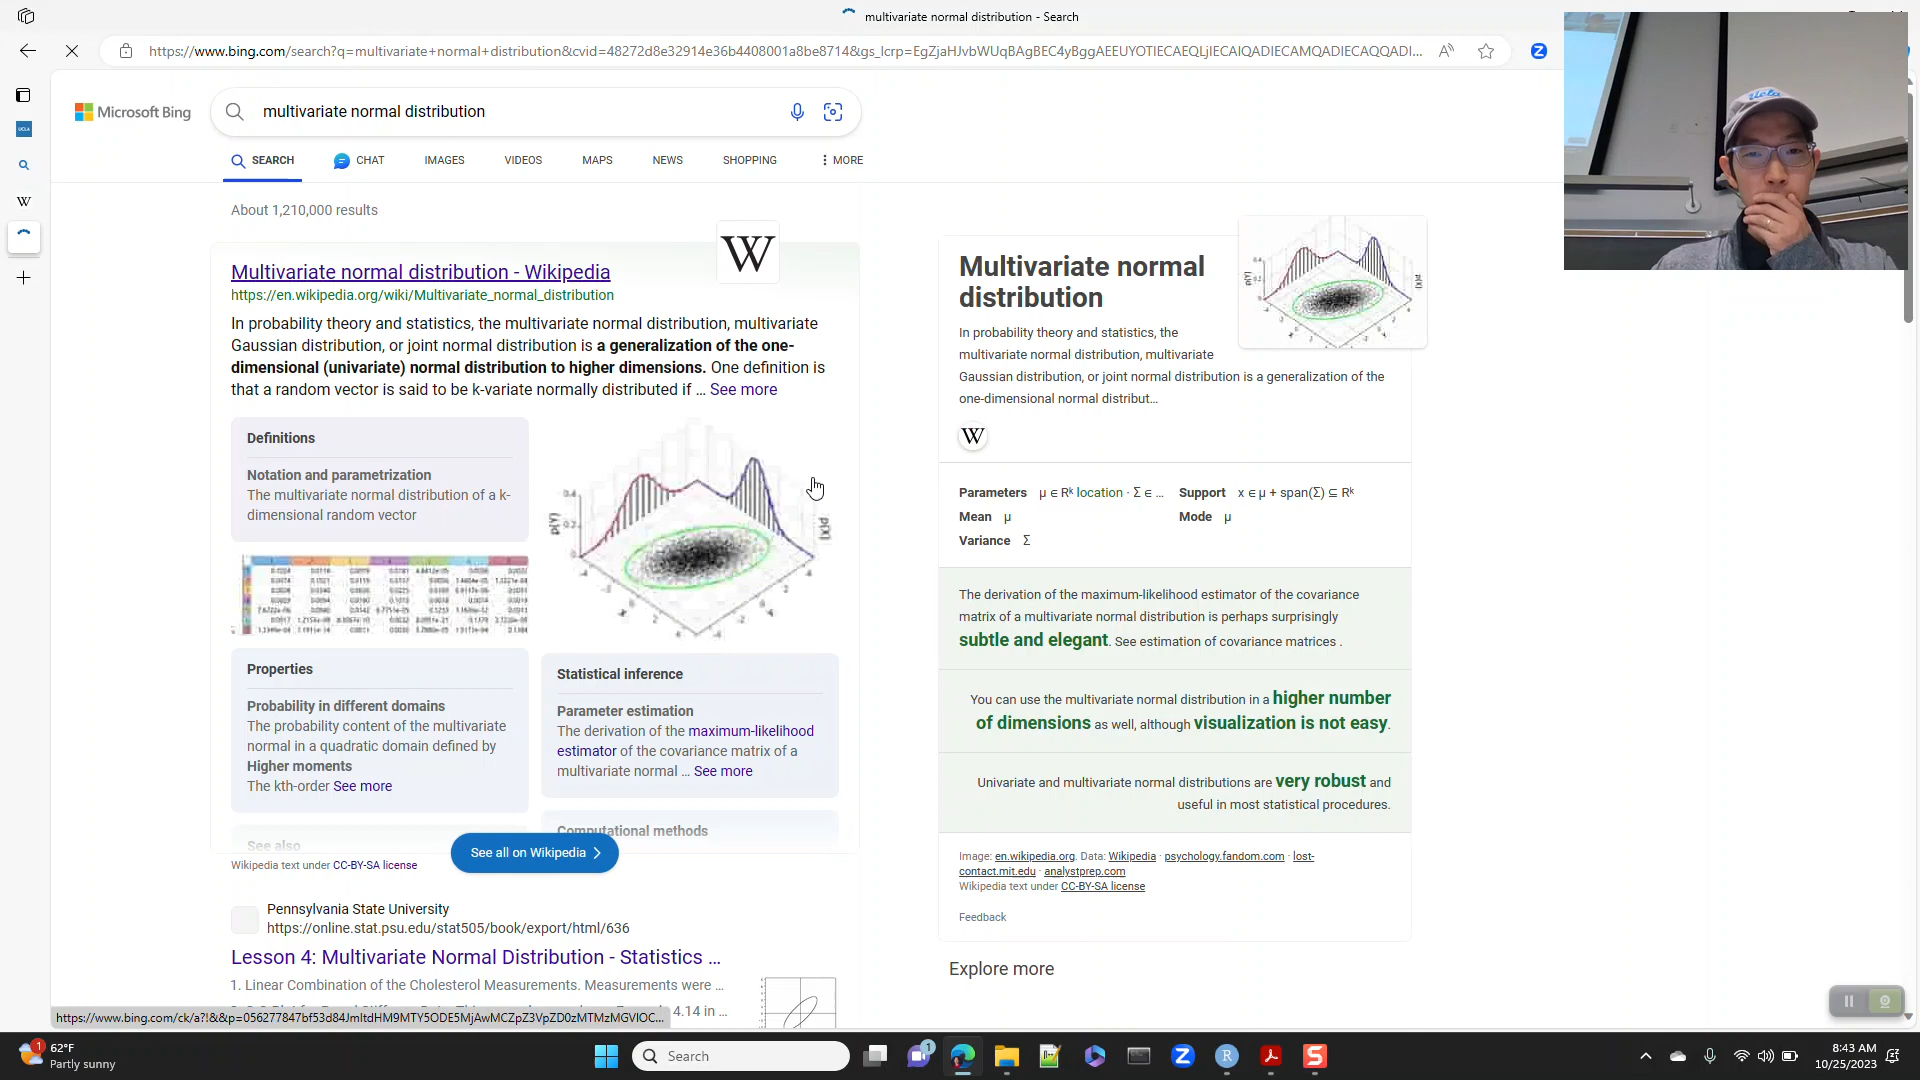 multivariate normal distribution - Search
https://www.bing.com/search?q=multivariate+normal+distribution&cvid=48272d8e32914e36b4408001a8be8714&gs_lcrp=EgZjaHJvbWUqBAgBEC4yBggAEEUYOTIECAEQLjIECAIQADIECAMQADIECAQQADI...
Microsoft Bing
multivariate normal distribution
SEARCH
CHAT
IMAGES
VIDEOS
MAPS
NEWS
SHOPPING
MORE
About 1,210,000 results
W
Multivariate normal distribution - Wikipedia
https://en.wikipedia.org/wiki/Multivariate_normal_distribution
In probability theory and statistics, the multivariate normal distribution, multivariate
Gaussian distribution, or joint normal distribution is a generalization of the one-
dimensional (univariate) normal distribution to higher dimensions. One definition is
that a random vector is said to be k-variate normally distributed if ... See more
Definitions
Notation and parametrization
The multivariate normal distribution of a k-
dimensional random vector
Properties
Probability in different domains
The probability content of the multivariate
normal in a quadratic domain defined by
Higher moments
The kth-order See more
Statistical inference
Parameter estimation
The derivation of the maximum-likelihood
estimator of the covariance matrix of a
multivariate normal ... See more
See also
Computational methods
See all on Wikipedia
Wikipedia text under CC-BY-SA license
Pennsylvania State University
https://online.stat.psu.edu/stat505/book/export/html/636
Lesson 4: Multivariate Normal Distribution - Statistics ...
1. Linear Combination of the Cholesterol Measurements. Measurements were ...
4.14 in ...
Multivariate normal
distribution
In probability theory and statistics, the
multivariate normal distribution, multivariate
Gaussian distribution, or joint normal distribution is a generalization of the
one-dimensional normal distribut...
W
Parameters μ ∈ Rᵏ location · Σ ∈ ... Support x ∈ μ + span(Σ) ⊆ Rᵏ
Mean μ Mode μ
Variance Σ
The derivation of the maximum-likelihood estimator of the covariance
matrix of a multivariate normal distribution is perhaps surprisingly
subtle and elegant. See estimation of covariance matrices .
You can use the multivariate normal distribution in a higher number
of dimensions as well, although visualization is not easy.
Univariate and multivariate normal distributions are very robust and
useful in most statistical procedures.
Image: en.wikipedia.org. Data: Wikipedia · psychology.fandom.com · lost-
contact.mit.edu · analystprep.com
Wikipedia text under CC-BY-SA license
Feedback
Explore more
UCLA
62°F
Partly sunny
Search
8:43 AM
10/25/2023